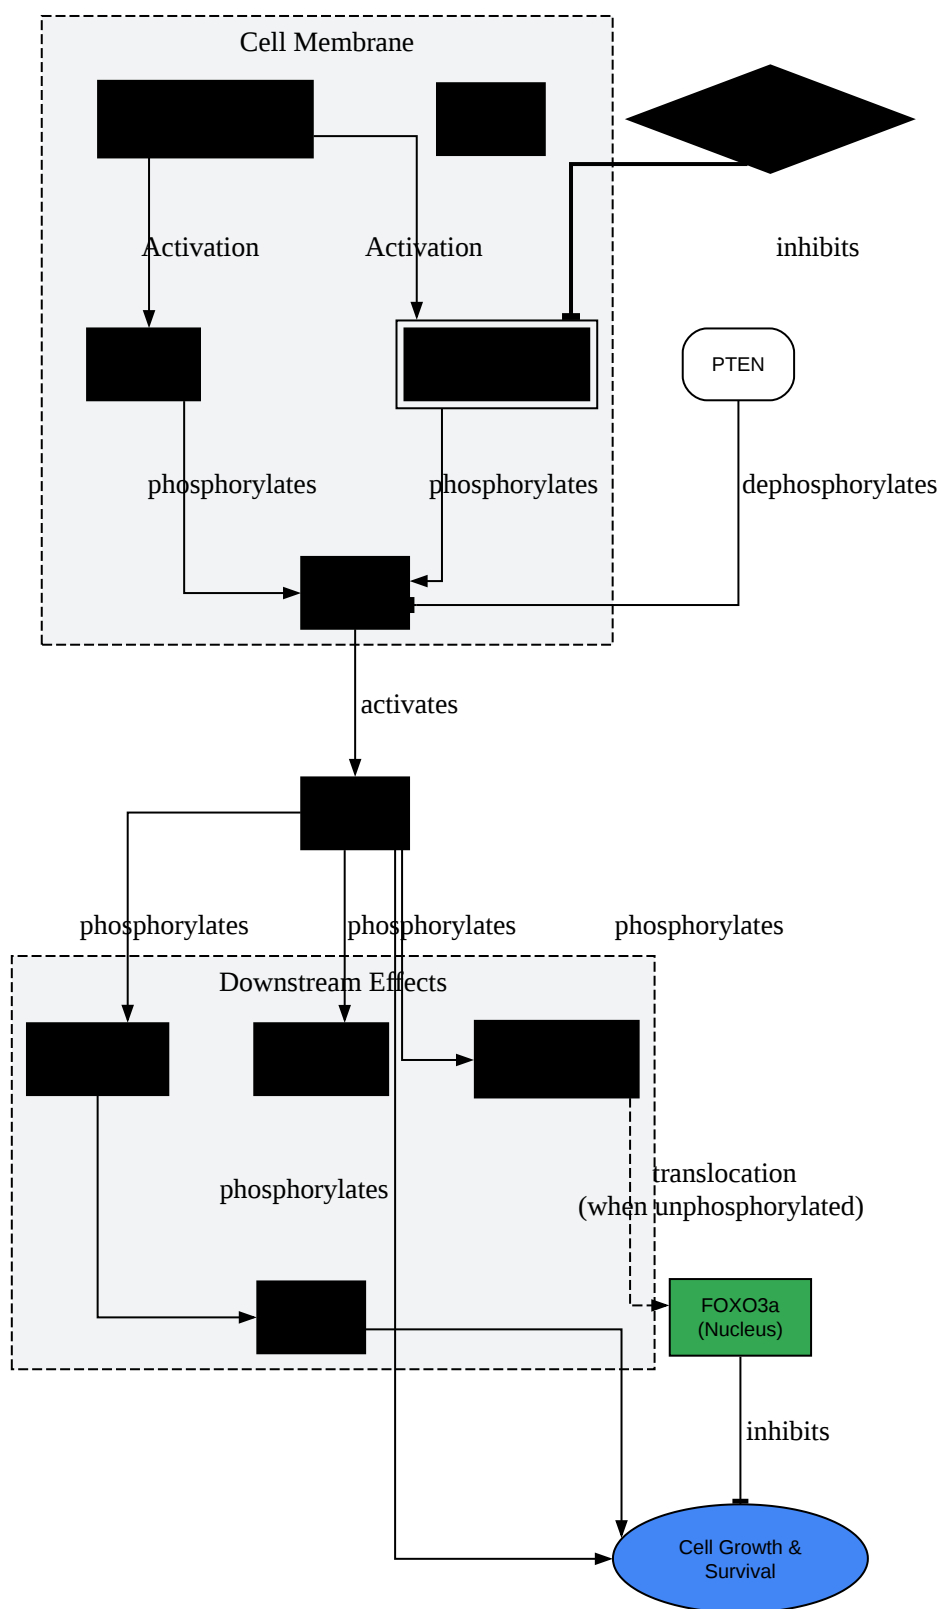 Cell Membrane
Activation
Activation
inhibits
PTEN
phosphorylates
phosphorylates
dephosphorylates
activates
phosphorylates
phosphorylates
phosphorylates
Downstream Effects
phosphorylates
translocation
(when unphosphorylated)
FOXO3a
(Nucleus)
inhibits
Cell Growth &
Survival